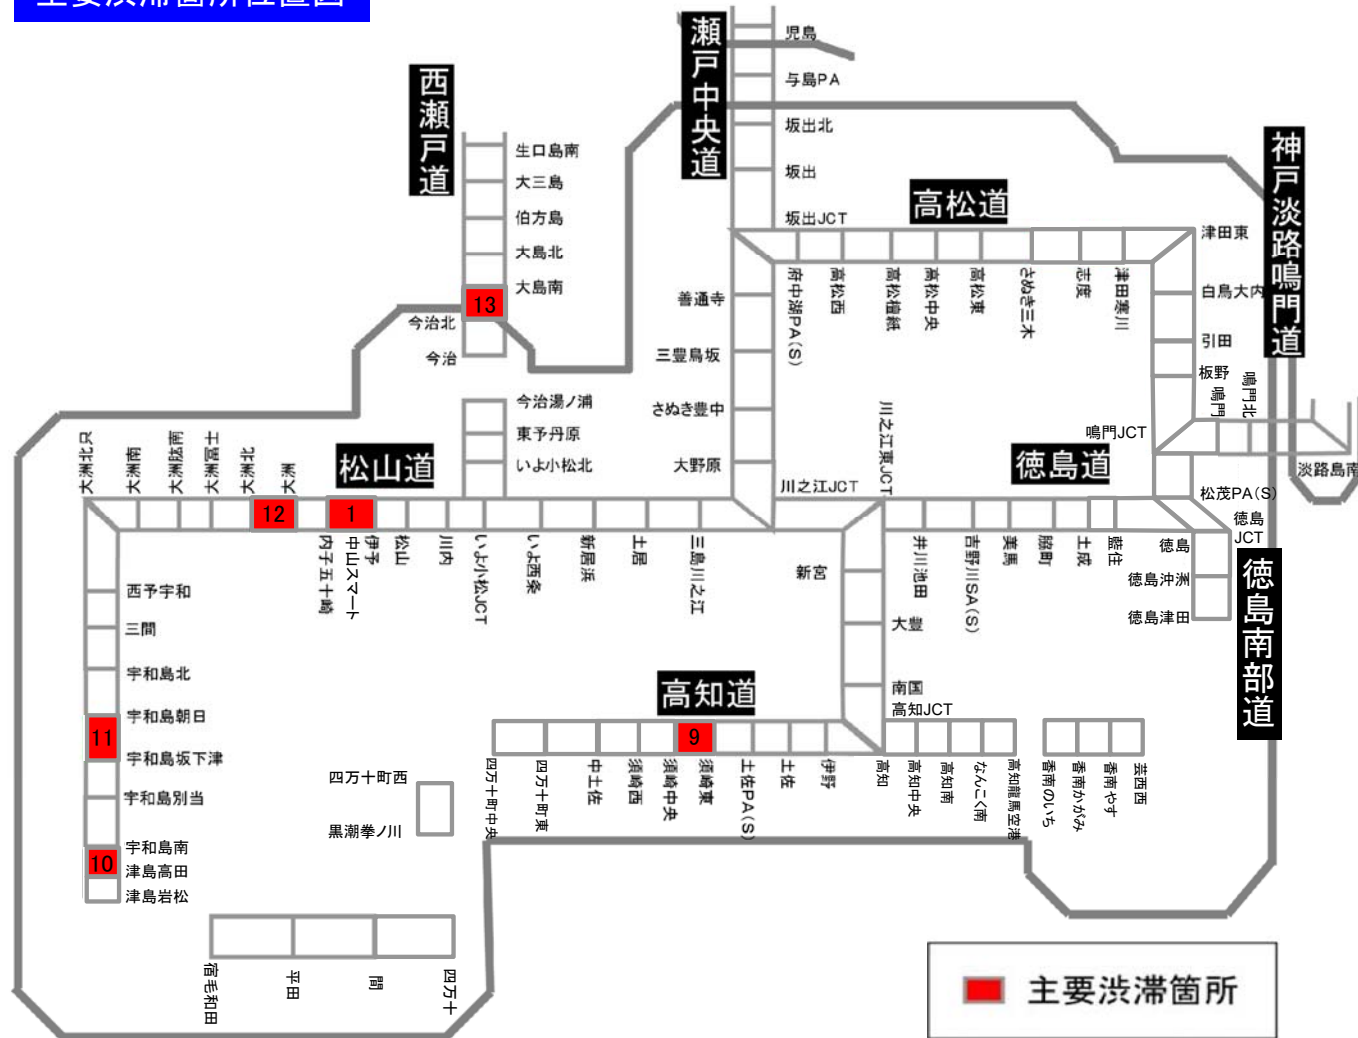 主要渋滞箇所位置図
瀬戸中央道
児島
与島PA
坂出北
坂出
坂出JCT
西瀬戸道
生口島南
大三島
伯方島
大島北
大島南
13
今治北
今治
今治湯ノ浦
東予丹原
いよ小松北
高松道
府中湖PA(S)
高松西
高松檀紙
高松中央
高松東
さぬき三木
志度
津田寒川
津田東
白鳥大内
引田
板野
神戸淡路鳴門道
鳴門
鳴門北
鳴門JCT
淡路島南
松茂PA(S)
徳島
JCT
善通寺
三豊鳥坂
さぬき豊中
大野原
川之江JCT
川之江東JCT
徳島道
井川池田
吉野川SA(S)
美馬
脇町
土成
藍住
徳島
徳島沖洲
徳島津田
徳島南部道
松山道
大洲北只
大洲南
大洲肱南
大洲冨士
大洲北
大洲
12
1
内子五十崎
中山スマート
伊予
松山
川内
いよ小松JCT
いよ西条
新居浜
土居
三島川之江
新宮
大豊
南国
高知JCT
西予宇和
三間
宇和島北
宇和島朝日
11
宇和島坂下津
宇和島別当
宇和島南
10
津島高田
津島岩松
高知道
9
四万十町中央
四万十町東
中土佐
須崎西
須崎中央
須崎東
土佐PA(S)
土佐
伊野
高知
高知中央
高知南
なんこく南
高知龍馬空港
香南のいち
香南かがみ
香南やす
芸西西
四万十町西
黒潮拳ノ川
宿毛和田
平田
間
四万十
主要渋滞箇所